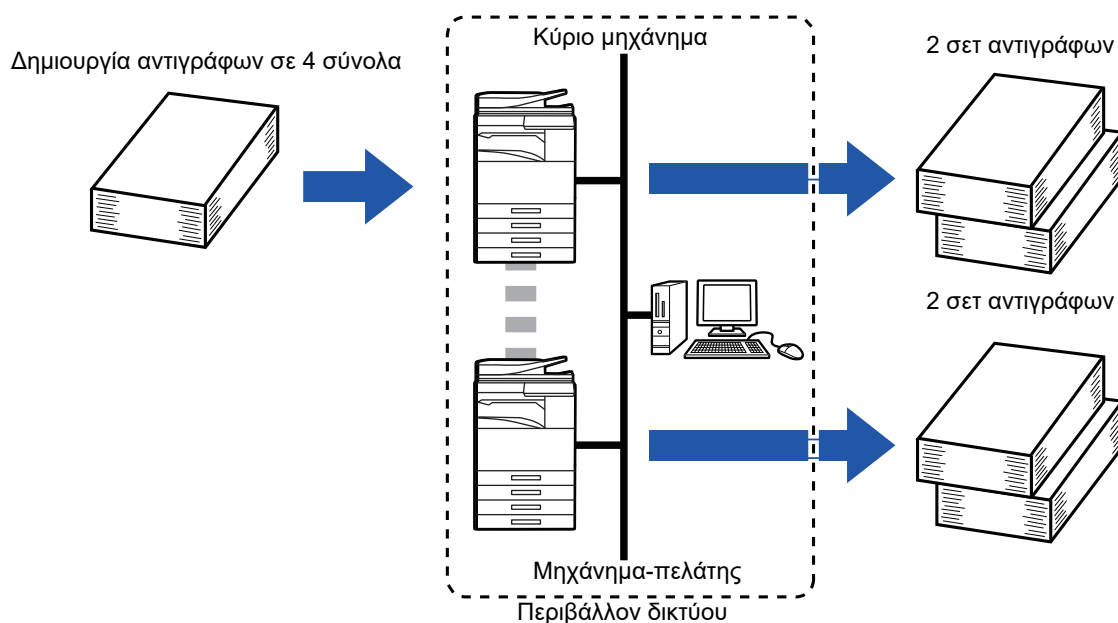 Δημιουργία αντιγράφων σε 4 σύνολα
Κύριο μηχάνημα
2 σετ αντιγράφων
2 σετ αντιγράφων
Μηχάνημα-πελάτης
Περιβάλλον δικτύου